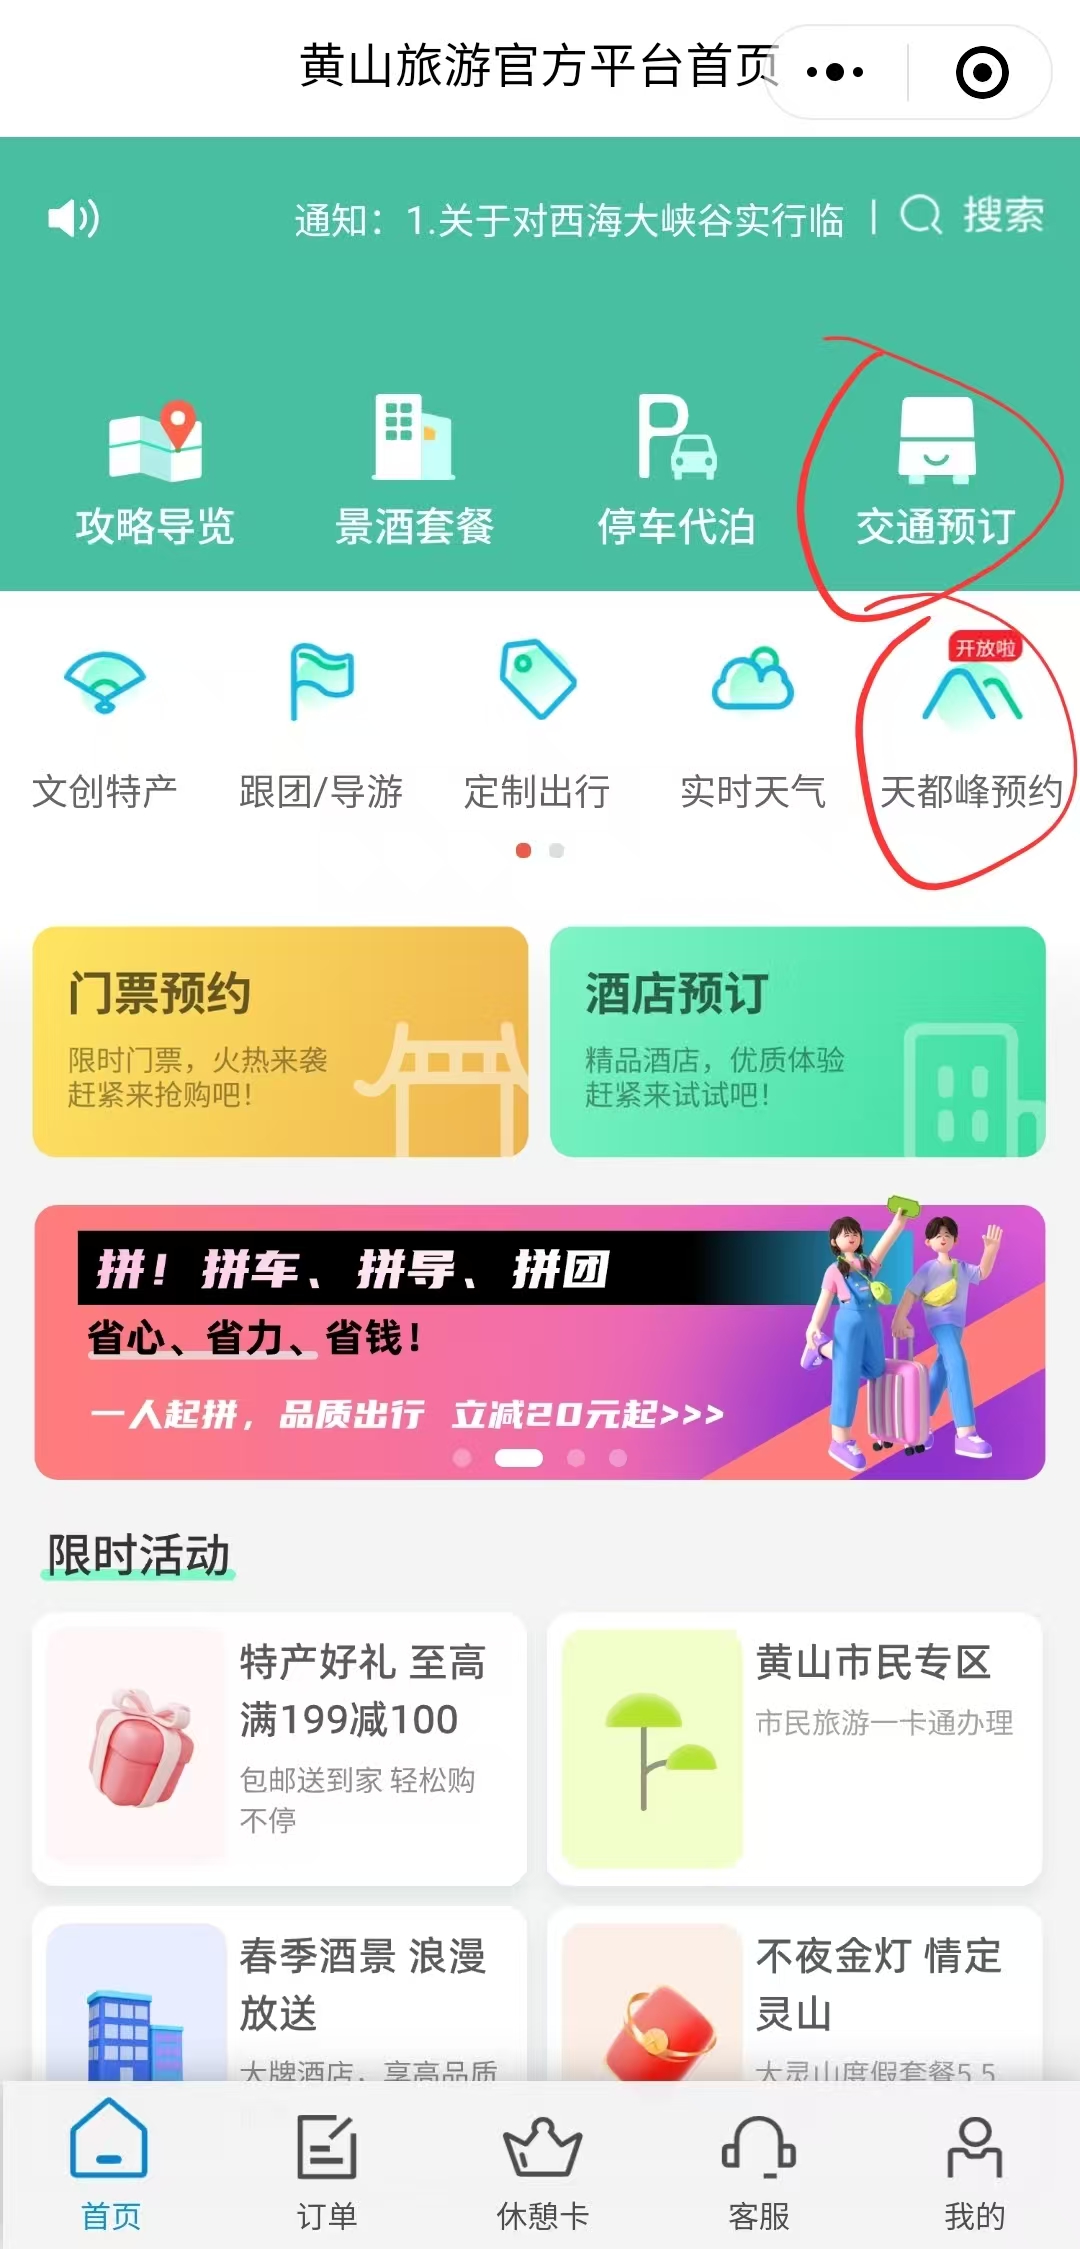 黄山旅游官方平台首页
通知：1.关于对西海大峡谷实行临
搜索
攻略导览
景酒套餐
停车代泊
交通预订
开放啦
文创特产
跟团/导游
定制出行
实时天气
天都峰预约
门票预约
限时门票，火热来袭
赶紧来抢购吧！
酒店预订
精品酒店，优质体验
赶紧来试试吧！
拼！拼车、拼导、拼团
省心、省力、省钱！
一人起拼，品质出行 立减20元起>>>
限时活动
特产好礼 至高
满199减100
包邮送到家 轻松购
不停
黄山市民专区
市民旅游一卡通办理
春季酒景 浪漫
放送
大牌酒店，享高品质
不夜金灯 情定
灵山
大灵山度假套餐5.5
首页
订单
休憩卡
客服
我的